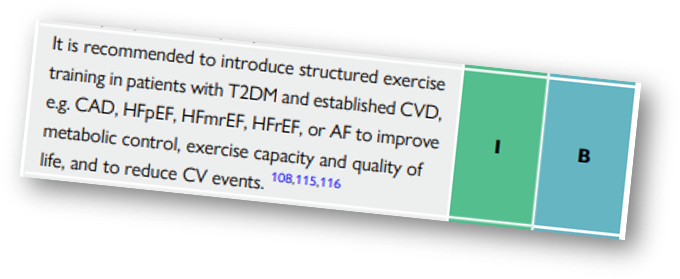 It is recommended to introduce structured exercise
training in patients with T2DM and established CVD,
e.g. CAD, HFpEF, HFmrEF, HFrEF, or AF to improve
metabolic control, exercise capacity and quality of
life, and to reduce CV events. 108,115,116
I
B